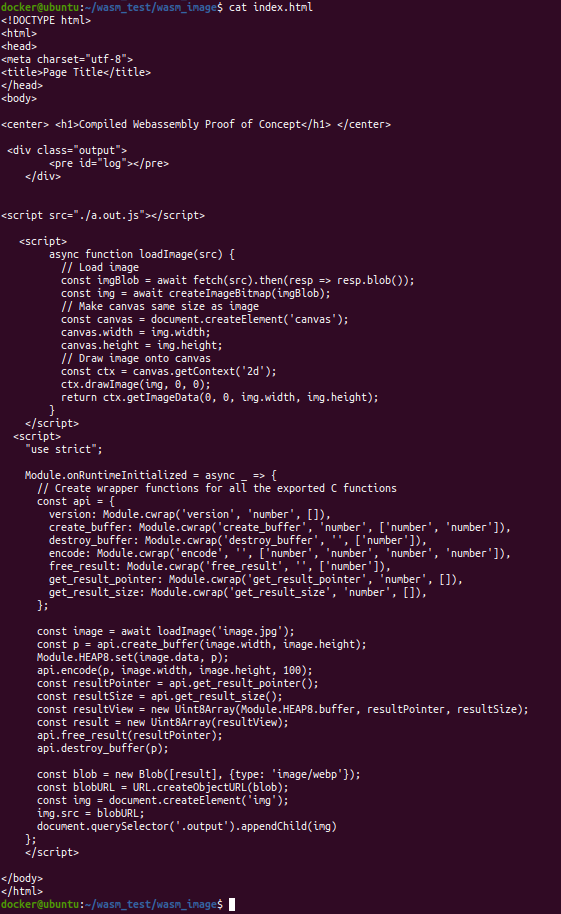 docker@ubuntu:~/wasm_test/wasm_image$ cat index.html
<!DOCTYPE html>
<html>
<head>
<meta charset="utf-8">
<title>Page Title</title>
</head>
<body>
<center> <h1>Compiled Webassembly Proof of Concept</h1> </center>
<div class="output">
<pre id="log"></pre>
</div>
<script src="./a.out.js"></script>
<script>
async function loadImage(src) {
// Load image
const imgBlob = await fetch(src).then(resp => resp.blob());
const img = await createImageBitmap(imgBlob);
// Make canvas same size as image
const canvas = document.createElement('canvas');
canvas.width = img.width;
canvas.height = img.height;
// Draw image onto canvas
const ctx = canvas.getContext('2d');
ctx.drawImage(img, 0, 0);
return ctx.getImageData(0, 0, img.width, img.height);
}
</script>
<script>
"use strict";
Module.onRuntimeInitialized = async _ => {
// Create wrapper functions for all the exported C functions
const api = {
version: Module.cwrap('version', 'number', []),
create_buffer: Module.cwrap('create_buffer', 'number', ['number', 'number']),
destroy_buffer: Module.cwrap('destroy_buffer', '', ['number']),
encode: Module.cwrap('encode', '', ['number', 'number', 'number', 'number']),
free_result: Module.cwrap('free_result', '', ['number']),
get_result_pointer: Module.cwrap('get_result_pointer', 'number', []),
get_result_size: Module.cwrap('get_result_size', 'number', []),
};
const image = await loadImage('image.jpg');
const p = api.create_buffer(image.width, image.height);
Module.HEAP8.set(image.data, p);
api.encode(p, image.width, image.height, 100);
const resultPointer = api.get_result_pointer();
const resultSize = api.get_result_size();
const resultView = new Uint8Array(Module.HEAP8.buffer, resultPointer, resultSize);
const result = new Uint8Array(resultView);
api.free_result(resultPointer);
api.destroy_buffer(p);
const blob = new Blob([result], {type: 'image/webp'});
const blobURL = URL.createObjectURL(blob);
const img = document.createElement('img');
img.src = blobURL;
document.querySelector('.output').appendChild(img)
};
</script>
</body>
</html>
docker@ubuntu:~/wasm_test/wasm_image$